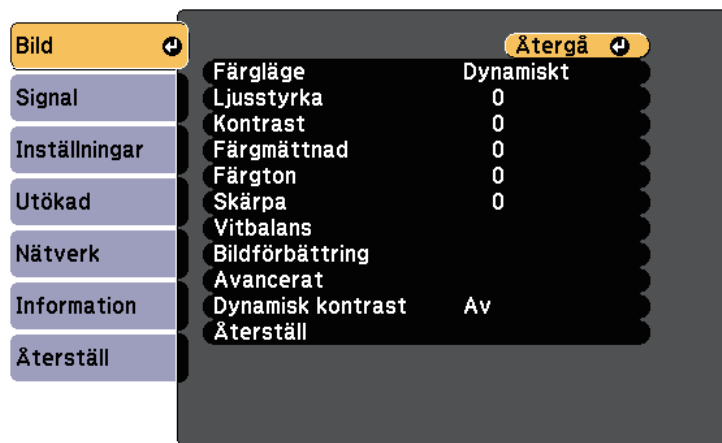 Bild
Signal
Inställningar
Utökad
Nätverk
Information
Återställ
Återgå
Färgläge Dynamiskt
Ljusstyrka 0
Kontrast 0
Färgmättnad 0
Färgton 0
Skärpa 0
Vitbalans
Bildförbättring
Avancerat
Dynamisk kontrast Av
Återställ